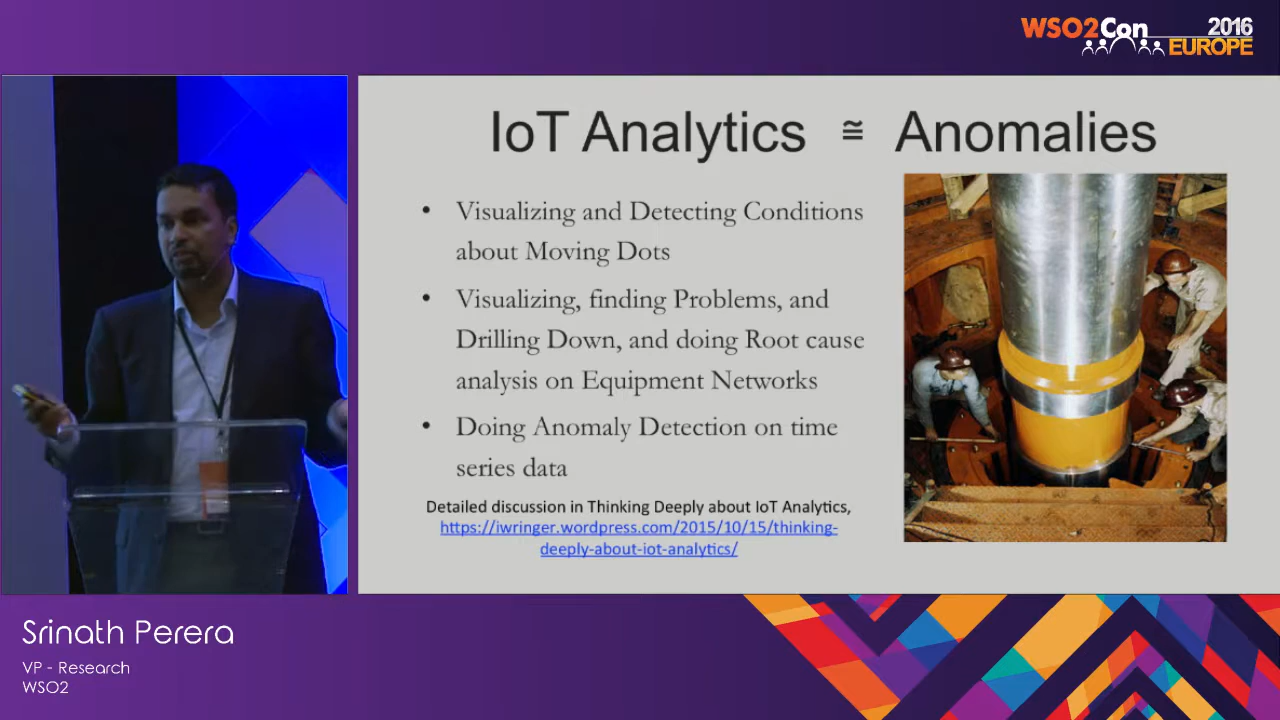 WSO2Con 2016
EUROPE
IoT Analytics ≅ Anomalies
• Visualizing and Detecting Conditions
about Moving Dots
• Visualizing, finding Problems, and
Drilling Down, and doing Root cause
analysis on Equipment Networks
• Doing Anomaly Detection on time
series data
Detailed discussion in Thinking Deeply about IoT Analytics,
https://iwringer.wordpress.com/2015/10/15/thinking-
deeply-about-iot-analytics/
Srinath Perera
VP - Research
WSO2